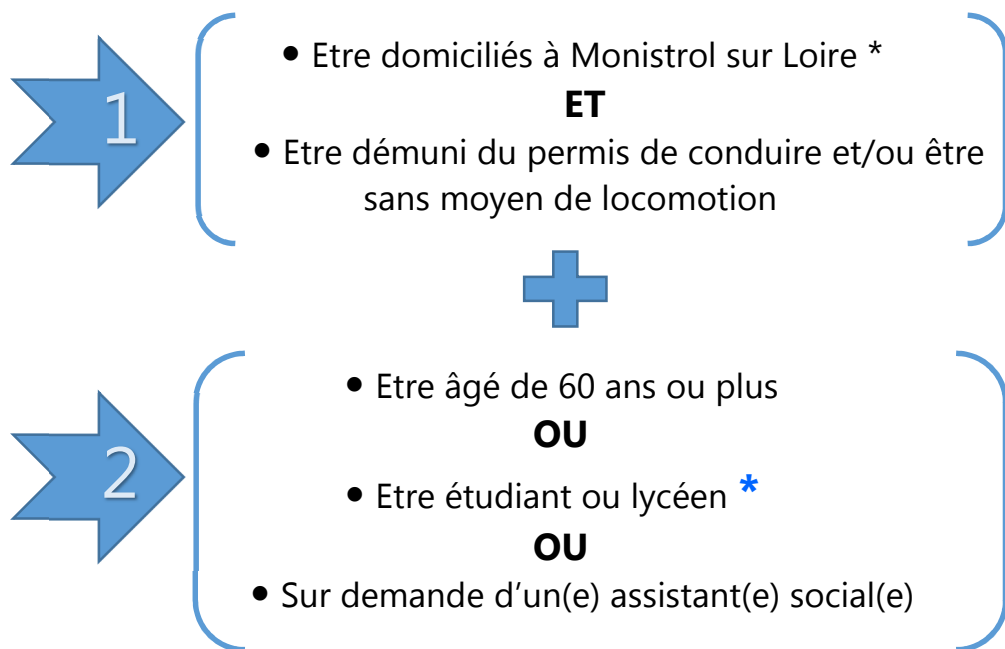 1
• Etre domiciliés à Monistrol sur Loire *
ET
• Etre démuni du permis de conduire et/ou être
sans moyen de locomotion
2
• Etre âgé de 60 ans ou plus
OU
• Etre étudiant ou lycéen *
OU
• Sur demande d’un(e) assistant(e) social(e)